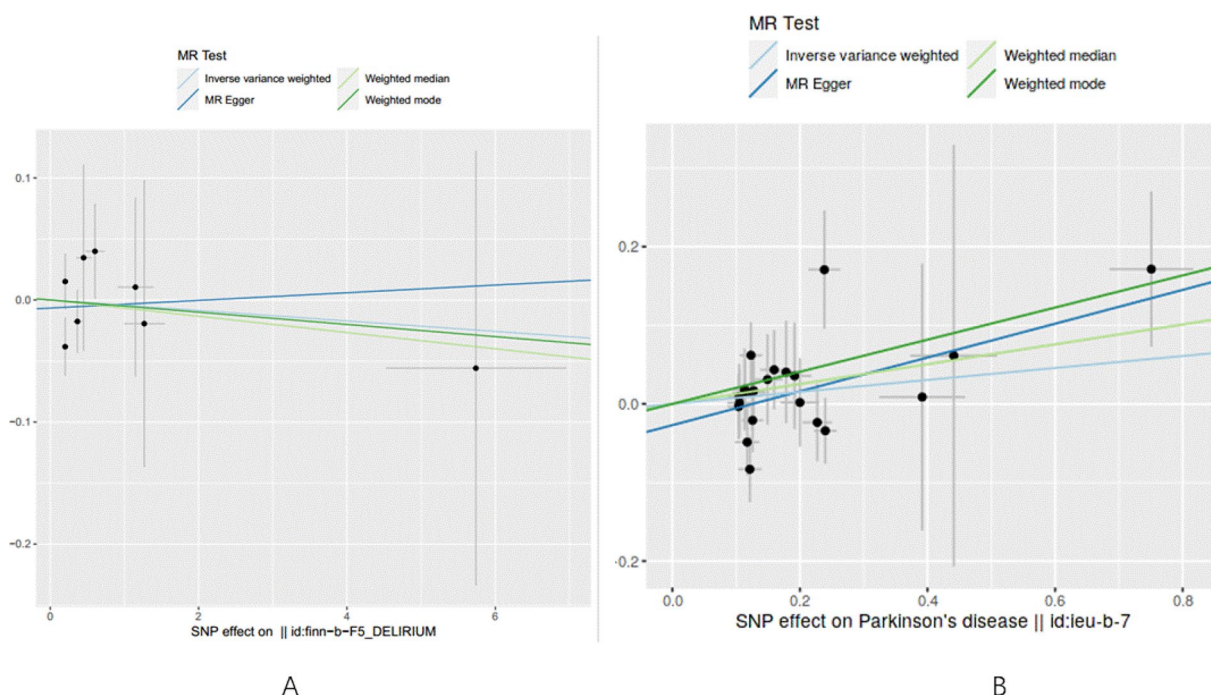 MR Test
Inverse variance weighted
Weighted median
MR Egger
Weighted mode
0.1
0.0
−0.1
−0.2
0
2
4
6
SNP effect on || id:finn−b−F5_DELIRIUM
A
MR Test
Inverse variance weighted
Weighted median
MR Egger
Weighted mode
0.2
0.0
-0.2
0.0
0.2
0.4
0.6
0.8
SNP effect on Parkinson's disease || id:ieu-b-7
B